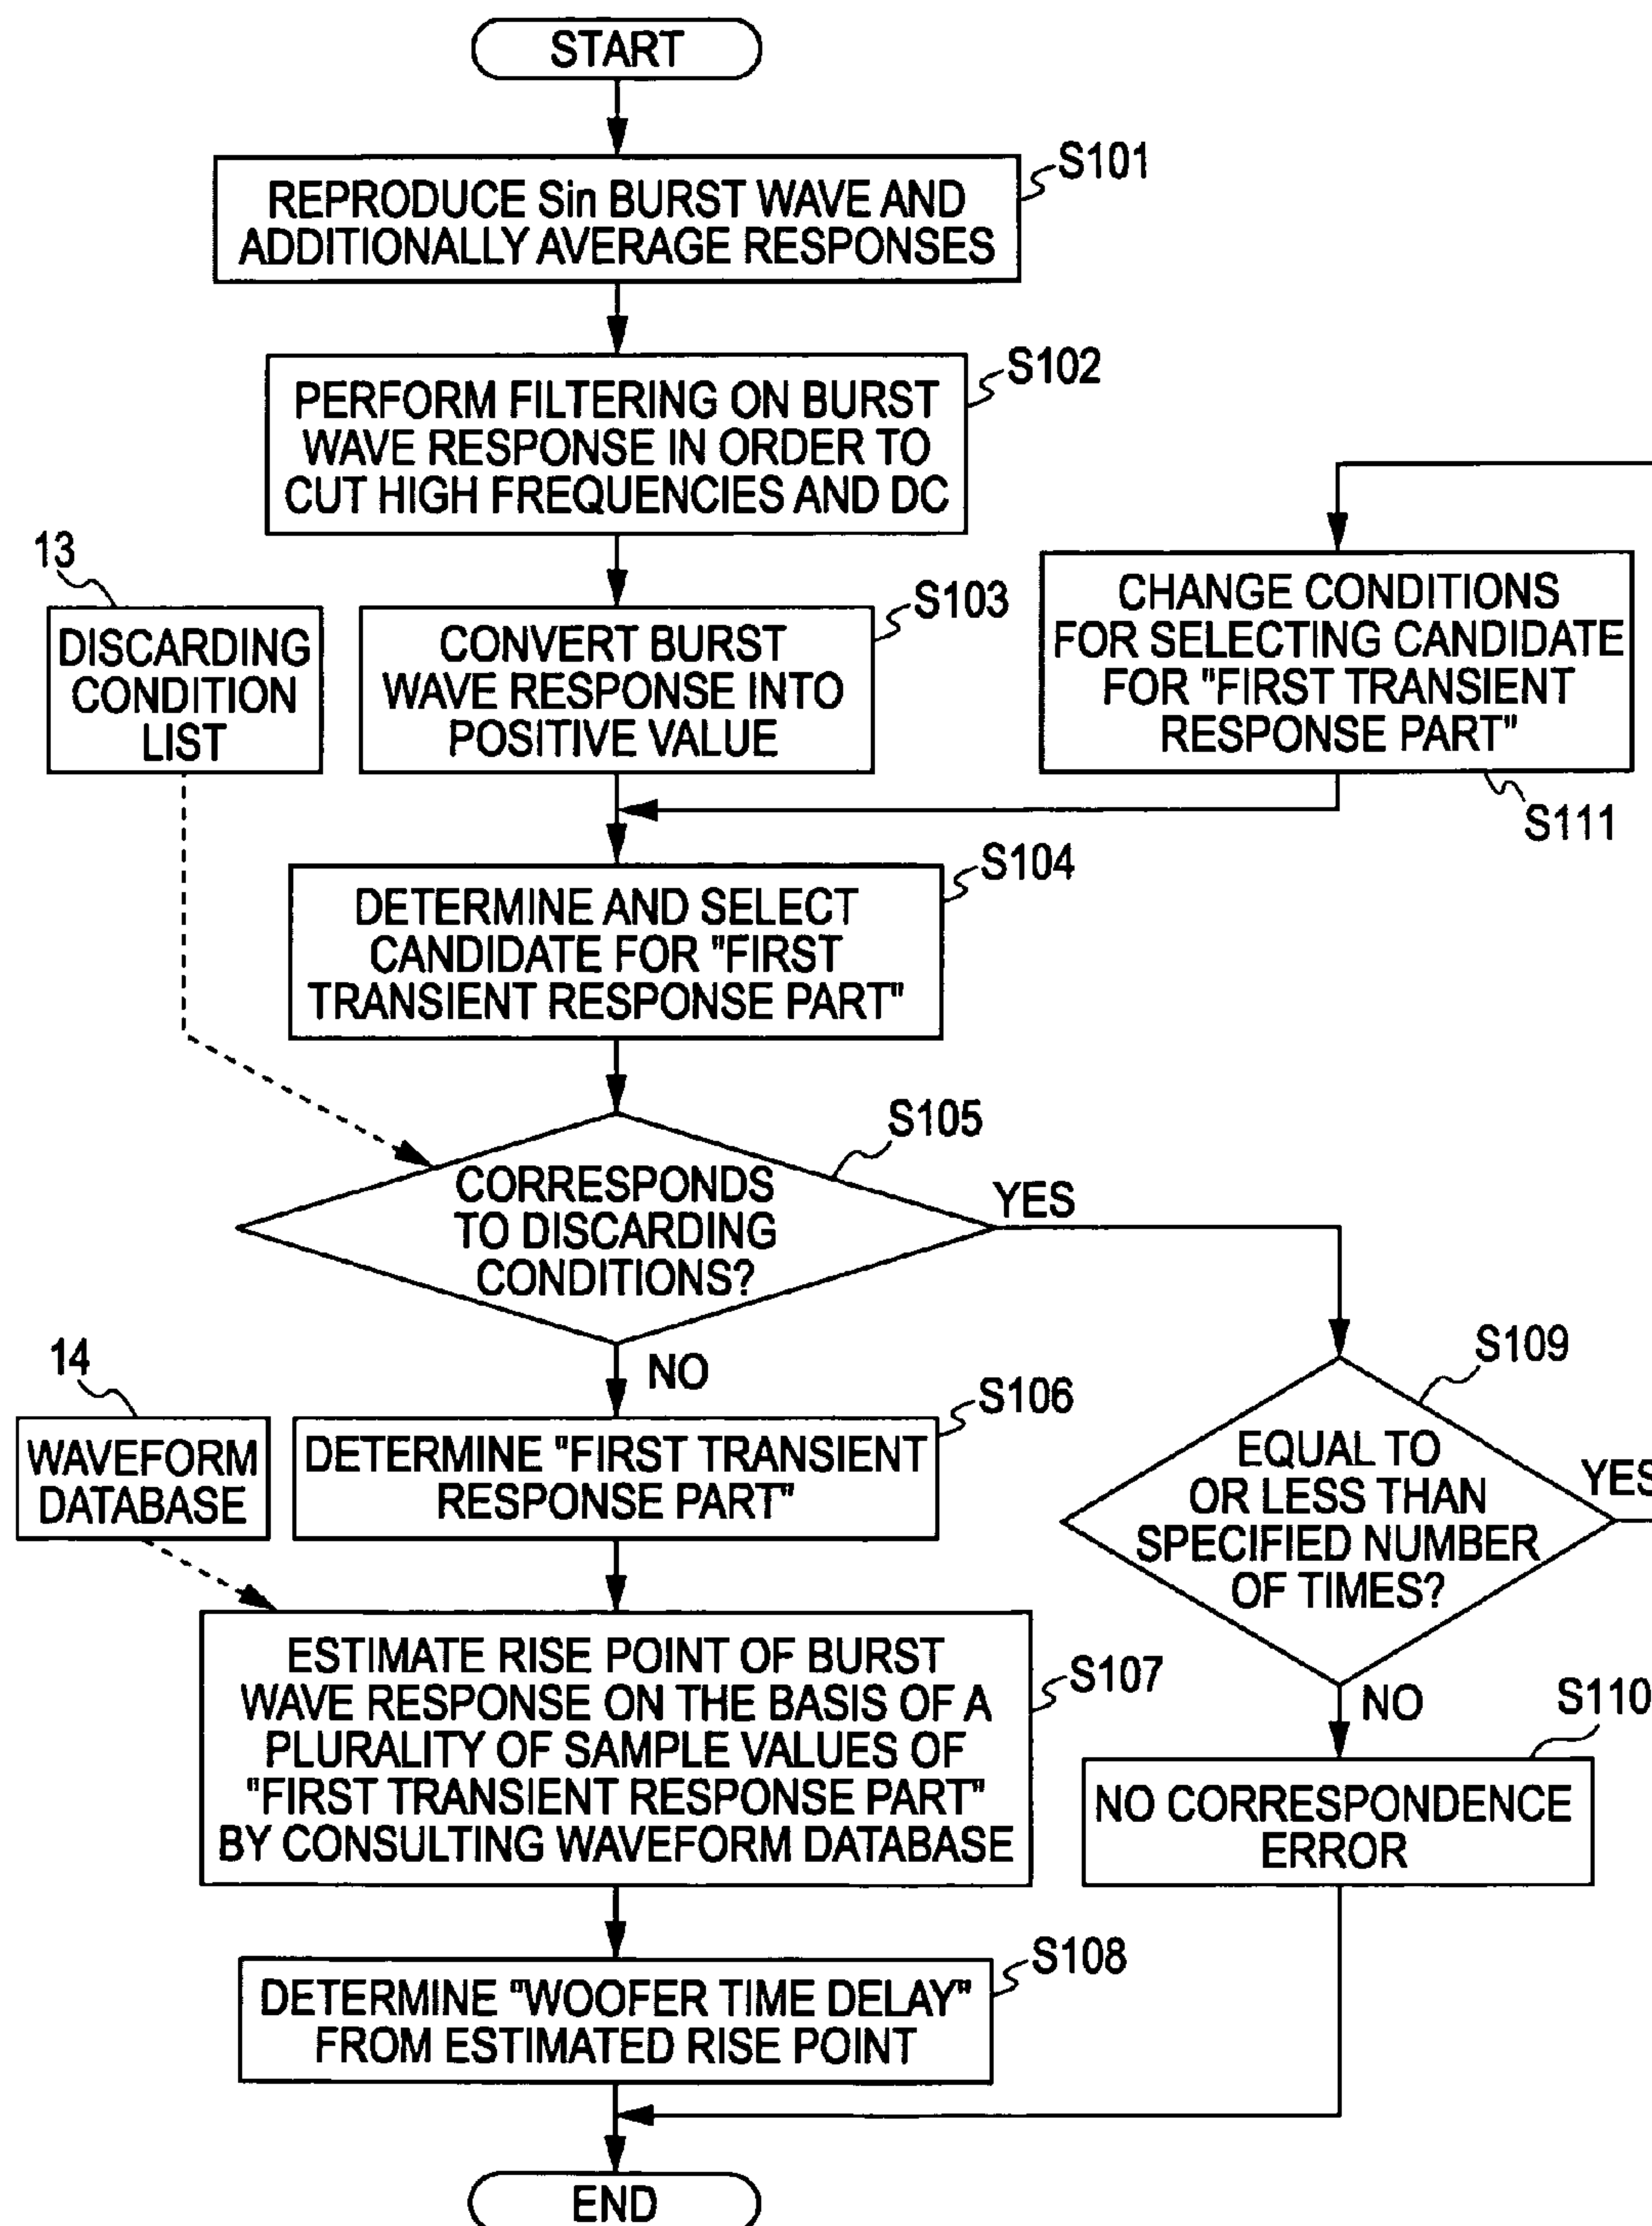 START
S101
REPRODUCE Sin BURST WAVE AND
ADDITIONALLY AVERAGE RESPONSES
S102
PERFORM FILTERING ON BURST
WAVE RESPONSE IN ORDER TO
CUT HIGH FREQUENCIES AND DC
13
DISCARDING
CONDITION
LIST
S103
CONVERT BURST
WAVE RESPONSE INTO
POSITIVE VALUE
CHANGE CONDITIONS
FOR SELECTING CANDIDATE
FOR "FIRST TRANSIENT
RESPONSE PART"
S111
S104
DETERMINE AND SELECT
CANDIDATE FOR "FIRST
TRANSIENT RESPONSE PART"
S105
CORRESPONDS
TO DISCARDING
CONDITIONS?
YES
NO
S109
EQUAL TO
OR LESS THAN
SPECIFIED NUMBER
OF TIMES?
YES
NO
14
WAVEFORM
DATABASE
S106
DETERMINE "FIRST TRANSIENT
RESPONSE PART"
S107
ESTIMATE RISE POINT OF BURST
WAVE RESPONSE ON THE BASIS OF A
PLURALITY OF SAMPLE VALUES OF
"FIRST TRANSIENT RESPONSE PART"
BY CONSULTING WAVEFORM DATABASE
S110
NO CORRESPONDENCE
ERROR
S108
DETERMINE "WOOFER TIME DELAY"
FROM ESTIMATED RISE POINT
END